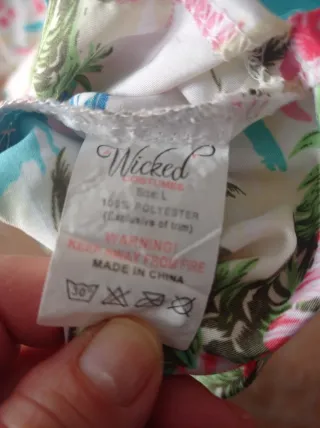 Wicked
COSTUMES
Size: L
100% POLYESTER
(Exclusive of trim)
WARNING!
KEEP AWAY FROM FIRE
MADE IN CHINA
30°